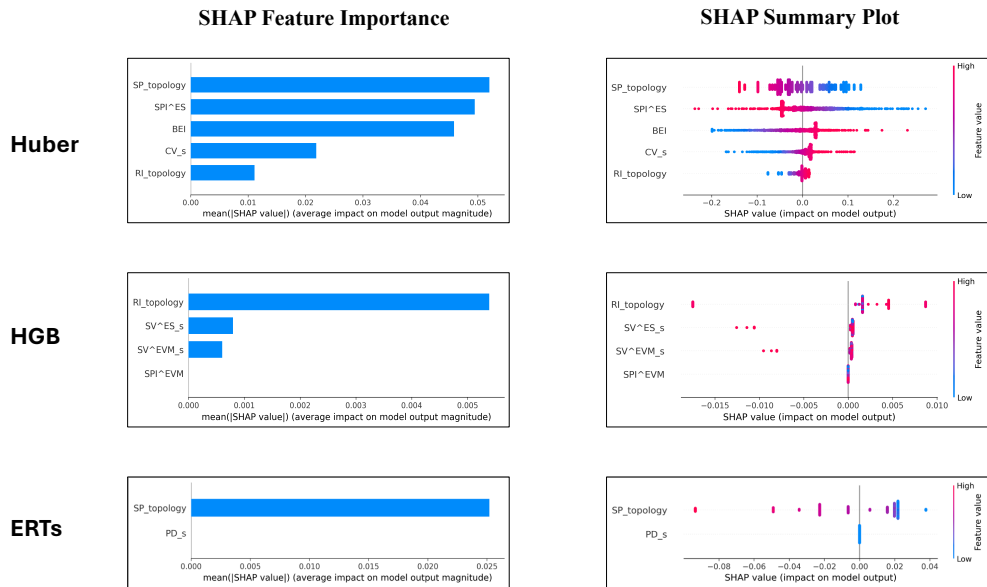 SHAP Feature Importance
SHAP Summary Plot
Huber
SP_topology
SPI^ES
BEI
CV_s
RI_topology
0.00 0.01 0.02 0.03 0.04 0.05
mean(|SHAP value|) (average impact on model output magnitude)
SP_topology
SPI^ES
BEI
CV_s
RI_topology
−0.2 −0.1 0.0 0.1 0.2
SHAP value (impact on model output)
High
Feature value
Low
HGB
RI_topology
SV^ES_s
SV^EVM_s
SPI^EVM
0.000 0.001 0.002 0.003 0.004 0.005
mean(|SHAP value|) (average impact on model output magnitude)
RI_topology
SV^ES_s
SV^EVM_s
SPI^EVM
−0.015 −0.010 −0.005 0.000 0.005 0.010
SHAP value (impact on model output)
High
Feature value
Low
ERTs
SP_topology
PD_s
0.000 0.005 0.010 0.015 0.020 0.025
mean(|SHAP value|) (average impact on model output magnitude)
SP_topology
PD_s
−0.08 −0.06 −0.04 −0.02 0.00 0.02 0.04
SHAP value (impact on model output)
High
Feature value
Low